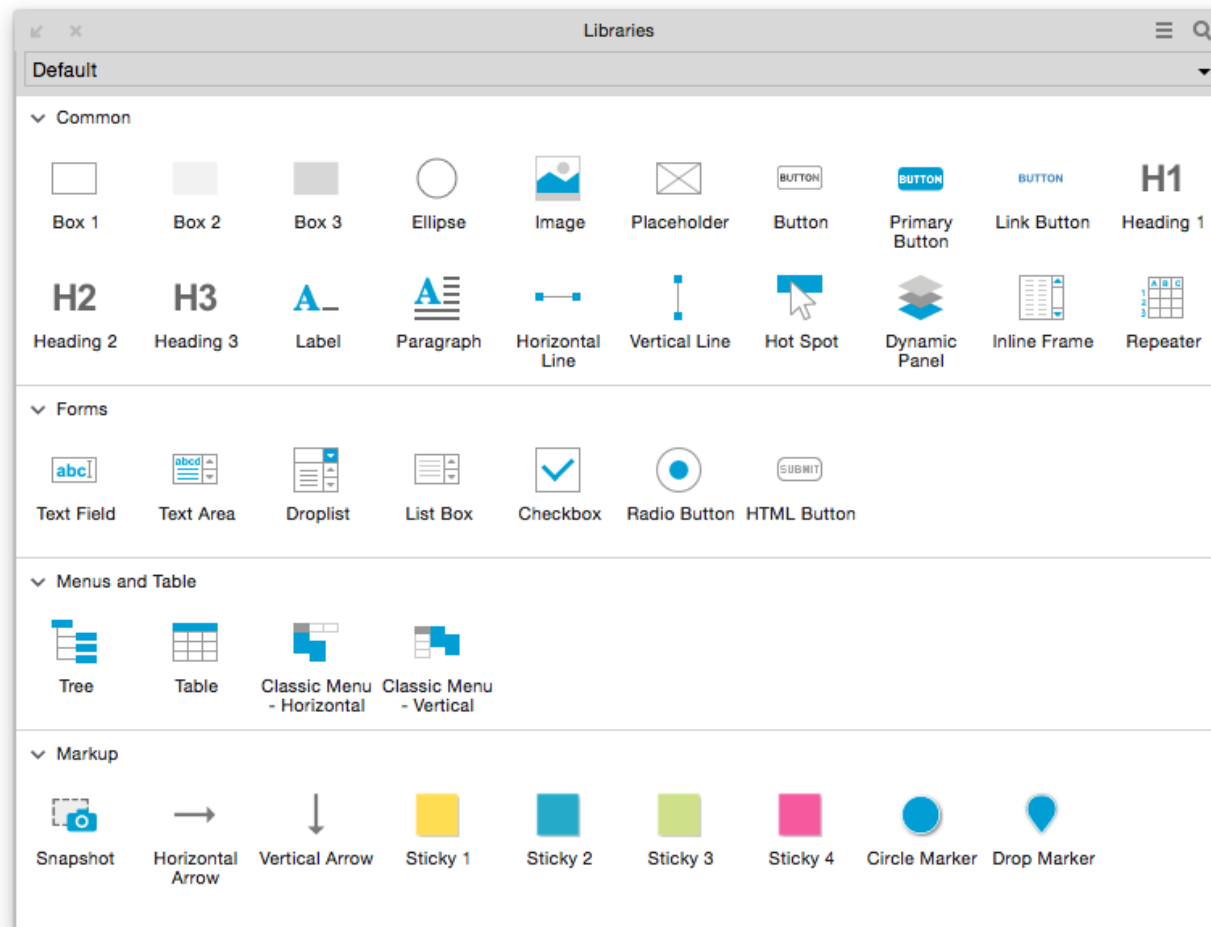 Libraries
Default
Common
BUTTON BUTTON BUTTON H1
Box 1 Box 2 Box 3 Ellipse Image Placeholder Button Primary Link Button Heading 1
Button
H2 H3 A A A B C
1
2
3
Heading 2 Heading 3 Label Paragraph Horizontal Vertical Line Hot Spot Dynamic Inline Frame Repeater
Line Panel
Forms
abc abcd SUBMIT
Text Field Text Area Droplist List Box Checkbox Radio Button HTML Button
Menus and Table
Tree Table Classic Menu Classic Menu
- Horizontal - Vertical
Markup
Snapshot Horizontal Vertical Arrow Sticky 1 Sticky 2 Sticky 3 Sticky 4 Circle Marker Drop Marker
Arrow